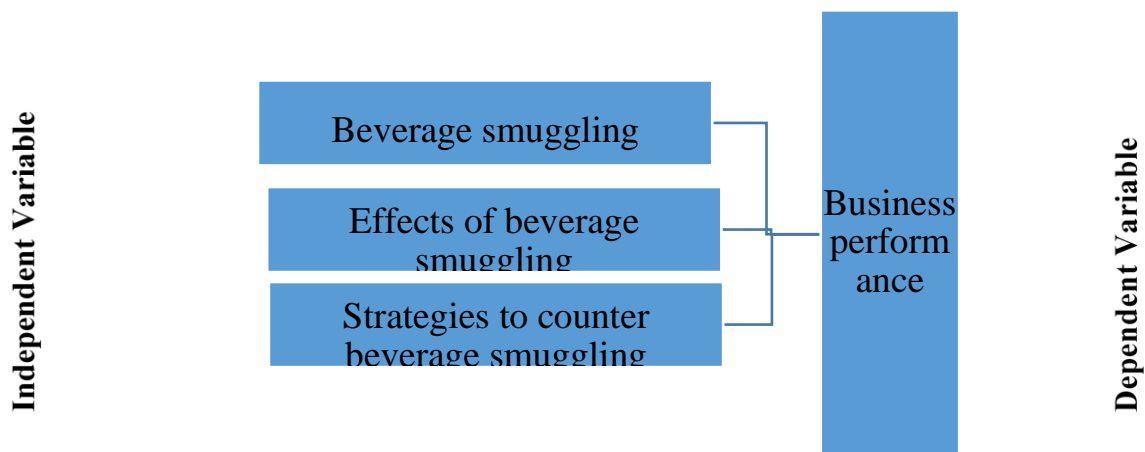 Independent Variable
Beverage smuggling
Effects of beverage
smuggling
Strategies to counter
beverage smuggling
Business
perform
ance
Dependent Variable